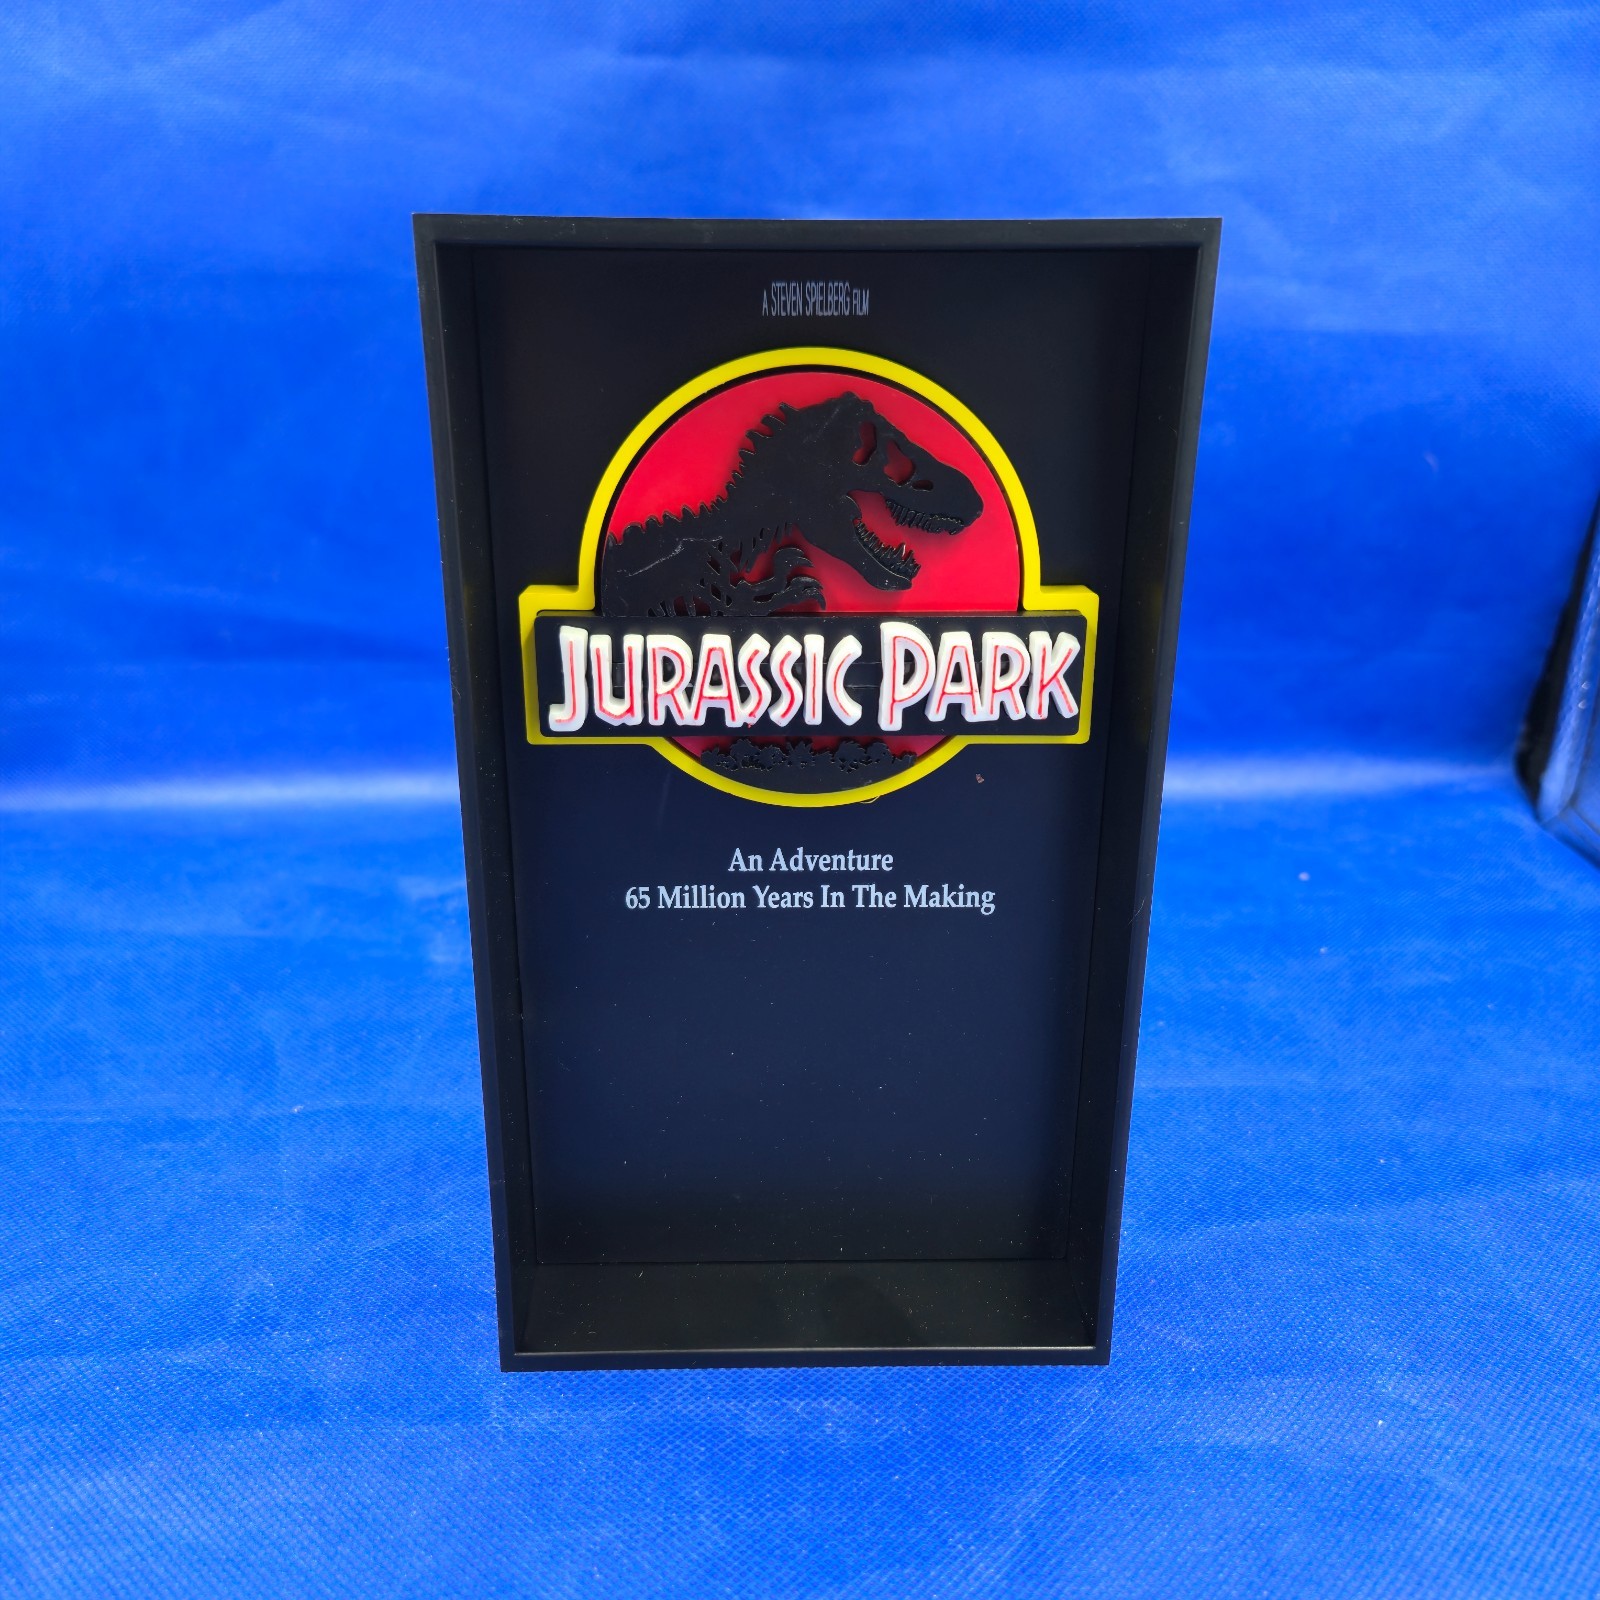 A STEVEN SPIELBERG FILM
JURASSIC PARK
An Adventure
65 Million Years In The Making